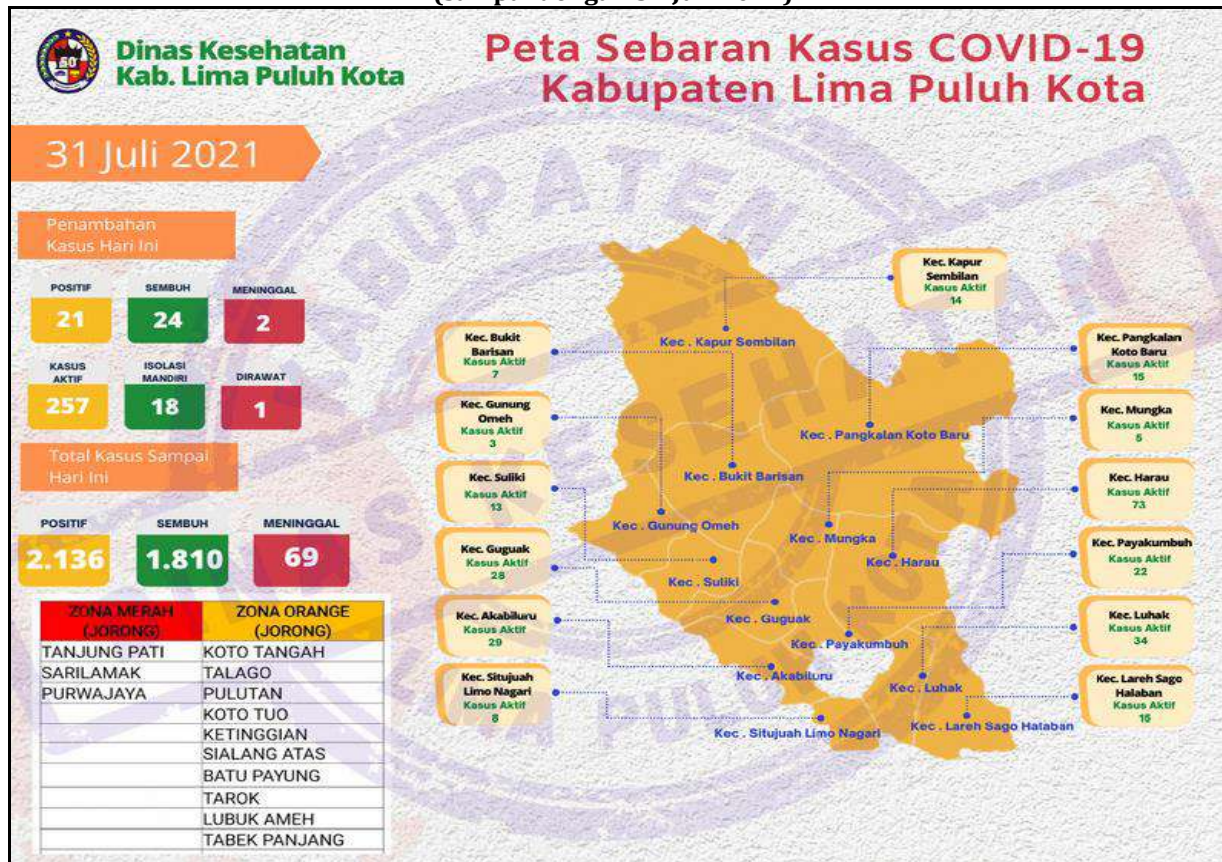 Dinas Kesehatan
Kab. Lima Puluh Kota
Peta Sebaran Kasus COVID-19
Kabupaten Lima Puluh Kota
31 Juli 2021
Penambahan
Kasus Hari Ini
POSITIF
21
SEMBUH
24
MENINGGAL
2
KASUS
AKTIF
257
ISOLASI
MANDIRI
18
DIRAWAT
1
Total Kasus Sampai
Hari Ini
POSITIF
2.136
SEMBUH
1.810
MENINGGAL
69
ZONA MERAH
(JORONG)
ZONA ORANGE
(JORONG)
TANJUNG PATI KOTO TANGAH
SARILAMAK TALAGO
PURWAJAYA PULUTAN
KOTO TUO
KETINGGIAN
SIALANG ATAS
BATU PAYUNG
TAROK
LUBUK AMEH
TABEK PANJANG
Kec. Bukit
Barisan
Kasus Aktif
7
Kec. Gunung
Omeh
Kasus Aktif
3
Kec. Suliki
Kasus Aktif
13
Kec. Guguak
Kasus Aktif
28
Kec. Akabiluru
Kasus Aktif
29
Kec. Situjuah
Limo Nagari
Kasus Aktif
8
Kec . Kapur Sembilan
Kec . Pangkalan Koto Baru
Kec . Bukit Barisan
Kec . Gunung Omeh
Kec . Mungka
Kec . Harau
Kec . Suliki
Kec . Guguak
Kec . Payakumbuh
Kec . Akabiluru
Kec . Luhak
Kec . Situjuah Limo Nagari
Kec . Lareh Sago Halaban
Kec. Kapur
Sembilan
Kasus Aktif
14
Kec. Pangkalan
Koto Baru
Kasus Aktif
15
Kec. Mungka
Kasus Aktif
5
Kec. Harau
Kasus Aktif
73
Kec. Payakumbuh
Kasus Aktif
22
Kec. Luhak
Kasus Aktif
34
Kec. Lareh Sago
Halaban
Kasus Aktif
15
KABUPATEN
DINAS KESEHATAN
LIMA PULUH KOTA